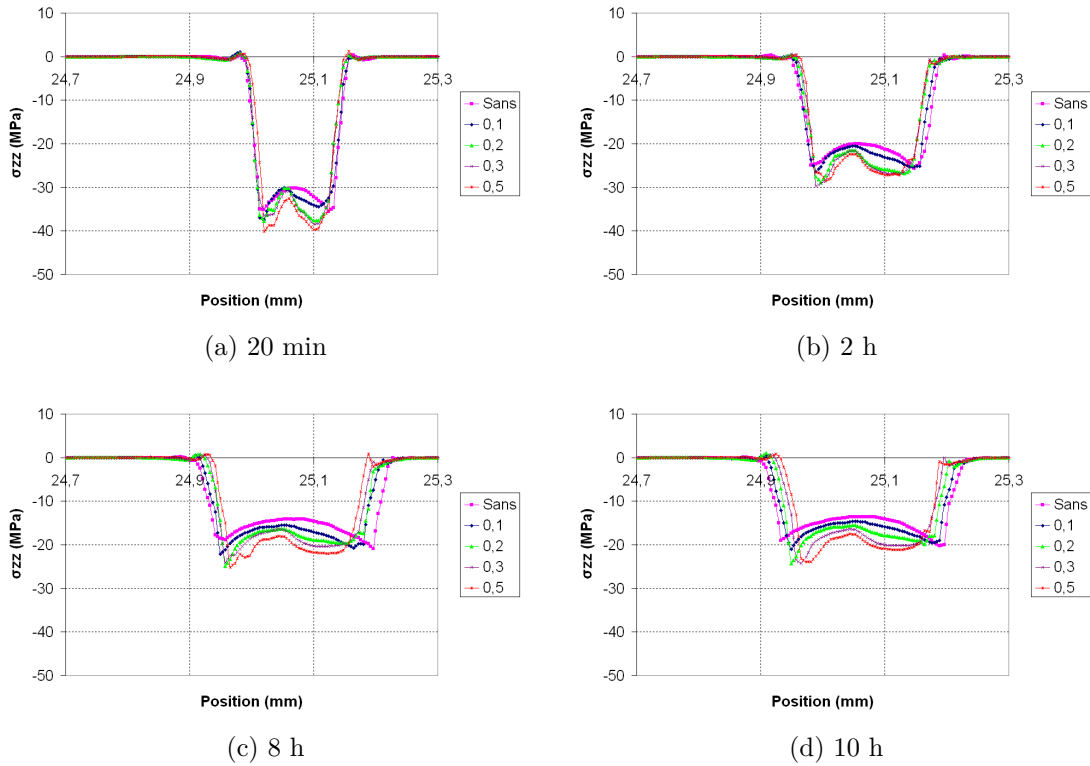 10
0
-10
-20
-30
-40
-50
24,7 24,9 25,1 25,3
σzz (MPa)
Position (mm)
Sans
0,1
0,2
0,3
0,5
(a) 20 min
10
0
-10
-20
-30
-40
-50
24,7 24,9 25,1 25,3
σzz (MPa)
Position (mm)
Sans
0,1
0,2
0,3
0,5
(b) 2 h
10
0
-10
-20
-30
-40
-50
24,7 24,9 25,1 25,3
σzz (MPa)
Position (mm)
Sans
0,1
0,2
0,3
0,5
(c) 8 h
10
0
-10
-20
-30
-40
-50
24,7 24,9 25,1 25,3
σzz (MPa)
Position (mm)
Sans
0,1
0,2
0,3
0,5
(d) 10 h